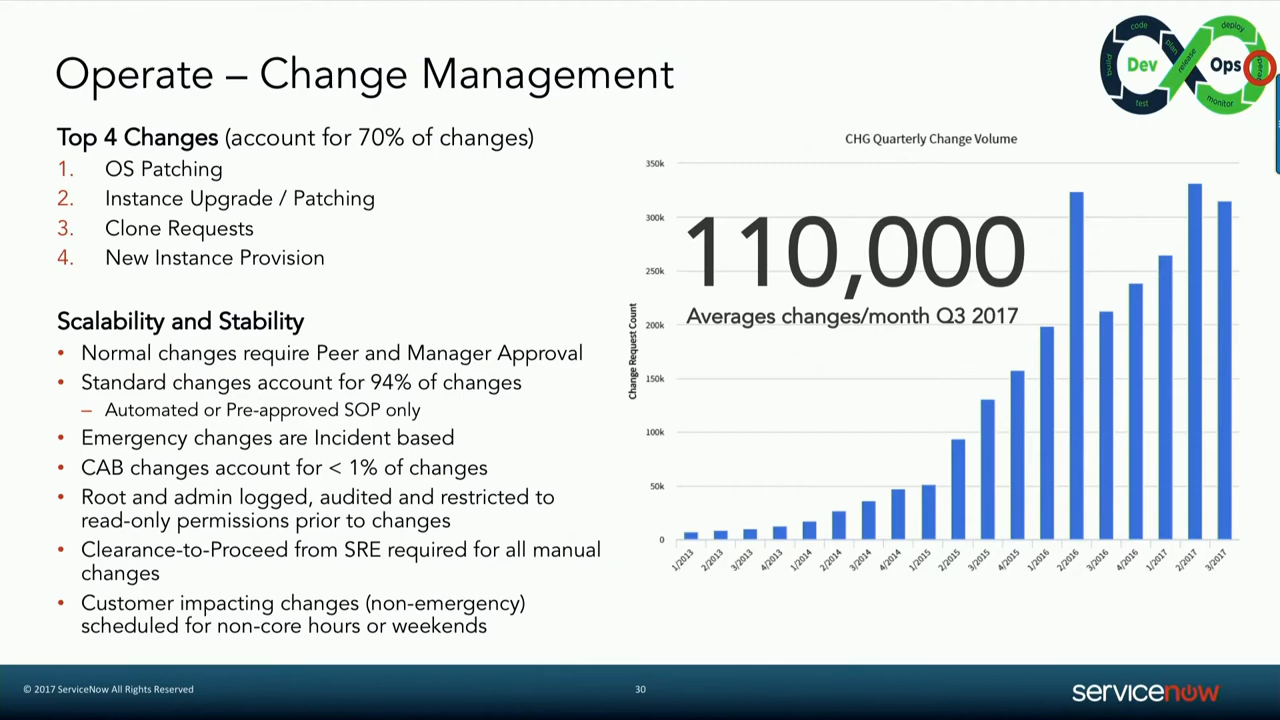 Operate – Change Management
code
deploy
plan
build
Dev
release
Ops
test
monitor
Top 4 Changes (account for 70% of changes)
1. OS Patching
2. Instance Upgrade / Patching
3. Clone Requests
4. New Instance Provision
Scalability and Stability
• Normal changes require Peer and Manager Approval
• Standard changes account for 94% of changes
– Automated or Pre-approved SOP only
• Emergency changes are Incident based
• CAB changes account for < 1% of changes
• Root and admin logged, audited and restricted to
read-only permissions prior to changes
• Clearance-to-Proceed from SRE required for all manual
changes
• Customer impacting changes (non-emergency)
scheduled for non-core hours or weekends
CHG Quarterly Change Volume
110,000
Averages changes/month Q3 2017
Change Request Count
350k
300k
250k
200k
150k
100k
50k
0
1/2013
2/2013
3/2013
4/2013
1/2014
2/2014
3/2014
4/2014
1/2015
2/2015
3/2015
4/2015
1/2016
2/2016
3/2016
4/2016
1/2017
2/2017
3/2017
© 2017 ServiceNow All Rights Reserved
30
servicenow